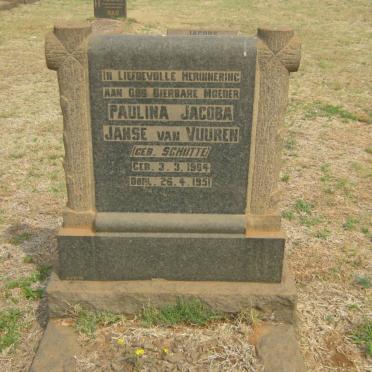 IN LIEFDEVOLLE HERINNERING
AAN ONS DIERBARE MOEDER
PAULINA JACOBA
JANSE VAN VUUREN
(GEB. SCHUTTE)
GEB. 3.3.1904
OORL. 26.4.1951